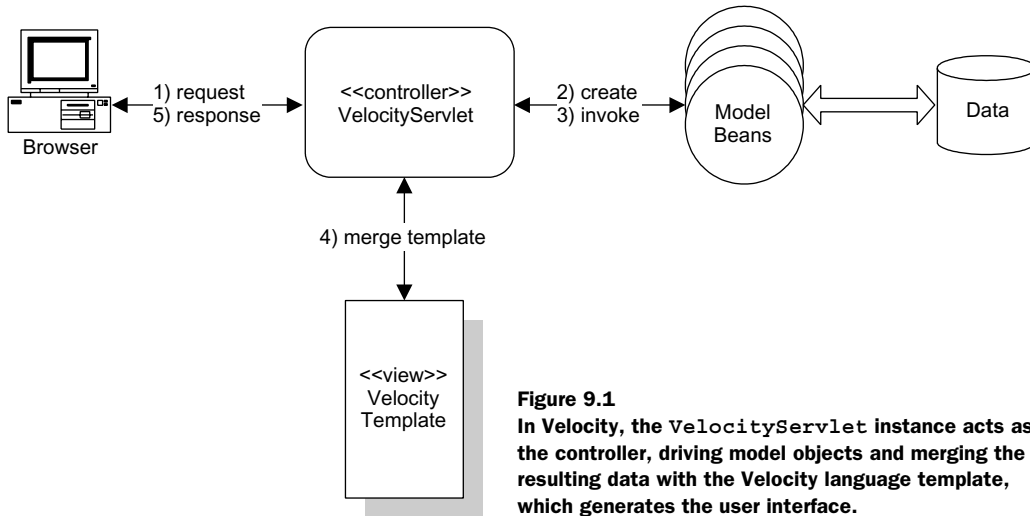 1) request
5) response
Browser
<<controller>>
VelocityServlet
2) create
3) invoke
Model
Beans
Data
4) merge template
<<view>>
Velocity
Template
Figure 9.1
In Velocity, the VelocityServlet instance acts as
the controller, driving model objects and merging the
resulting data with the Velocity language template,
which generates the user interface.